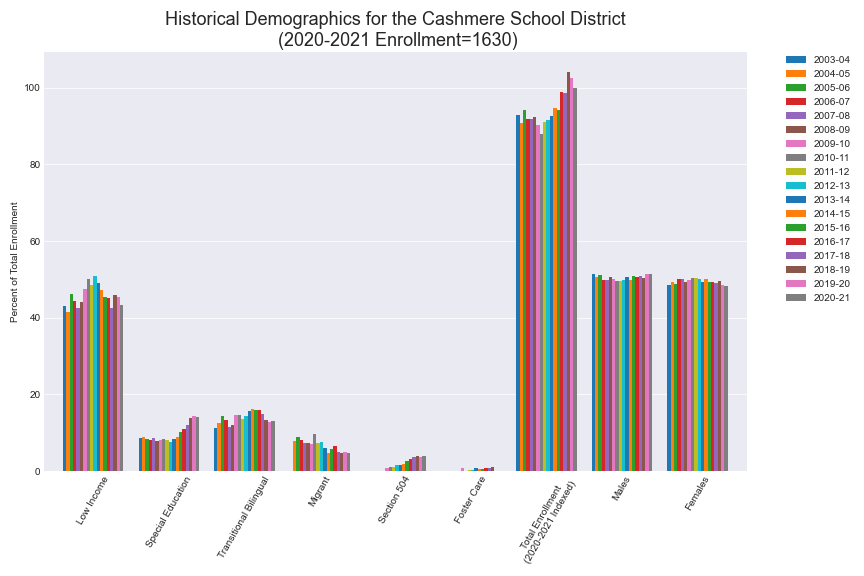 Historical Demographics for the Cashmere School District
(2020-2021 Enrollment=1630)
Percent of Total Enrollment
100
80
60
40
20
0
Low Income
Special Education
Transitional Bilingual
Migrant
Section 504
Foster Care
Total Enrollment
(2020-2021 Indexed)
Males
Females
2003-04
2004-05
2005-06
2006-07
2007-08
2008-09
2009-10
2010-11
2011-12
2012-13
2013-14
2014-15
2015-16
2016-17
2017-18
2018-19
2019-20
2020-21